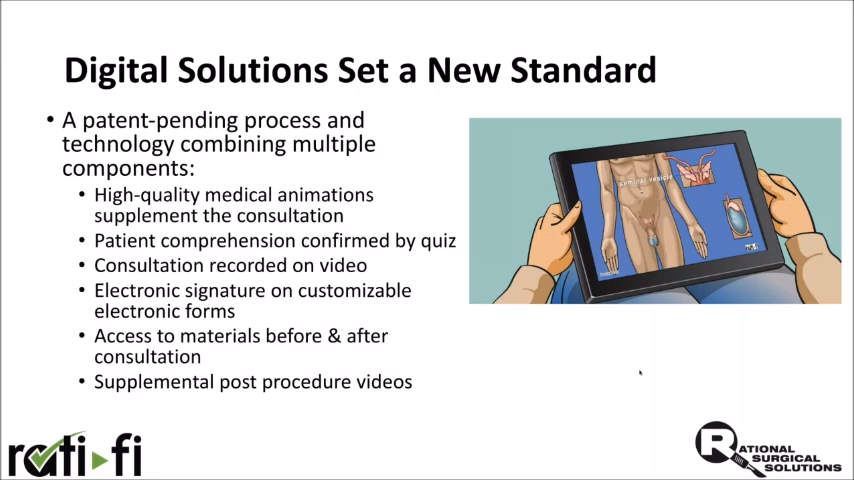 Digital Solutions Set a New Standard
• A patent-pending process and
technology combining multiple
components:
• High-quality medical animations
supplement the consultation
• Patient comprehension confirmed by quiz
• Consultation recorded on video
• Electronic signature on customizable
electronic forms
• Access to materials before & after
consultation
• Supplemental post procedure videos
Seminal vesicle
rati-fi
RATIONAL
SURGICAL
SOLUTIONS